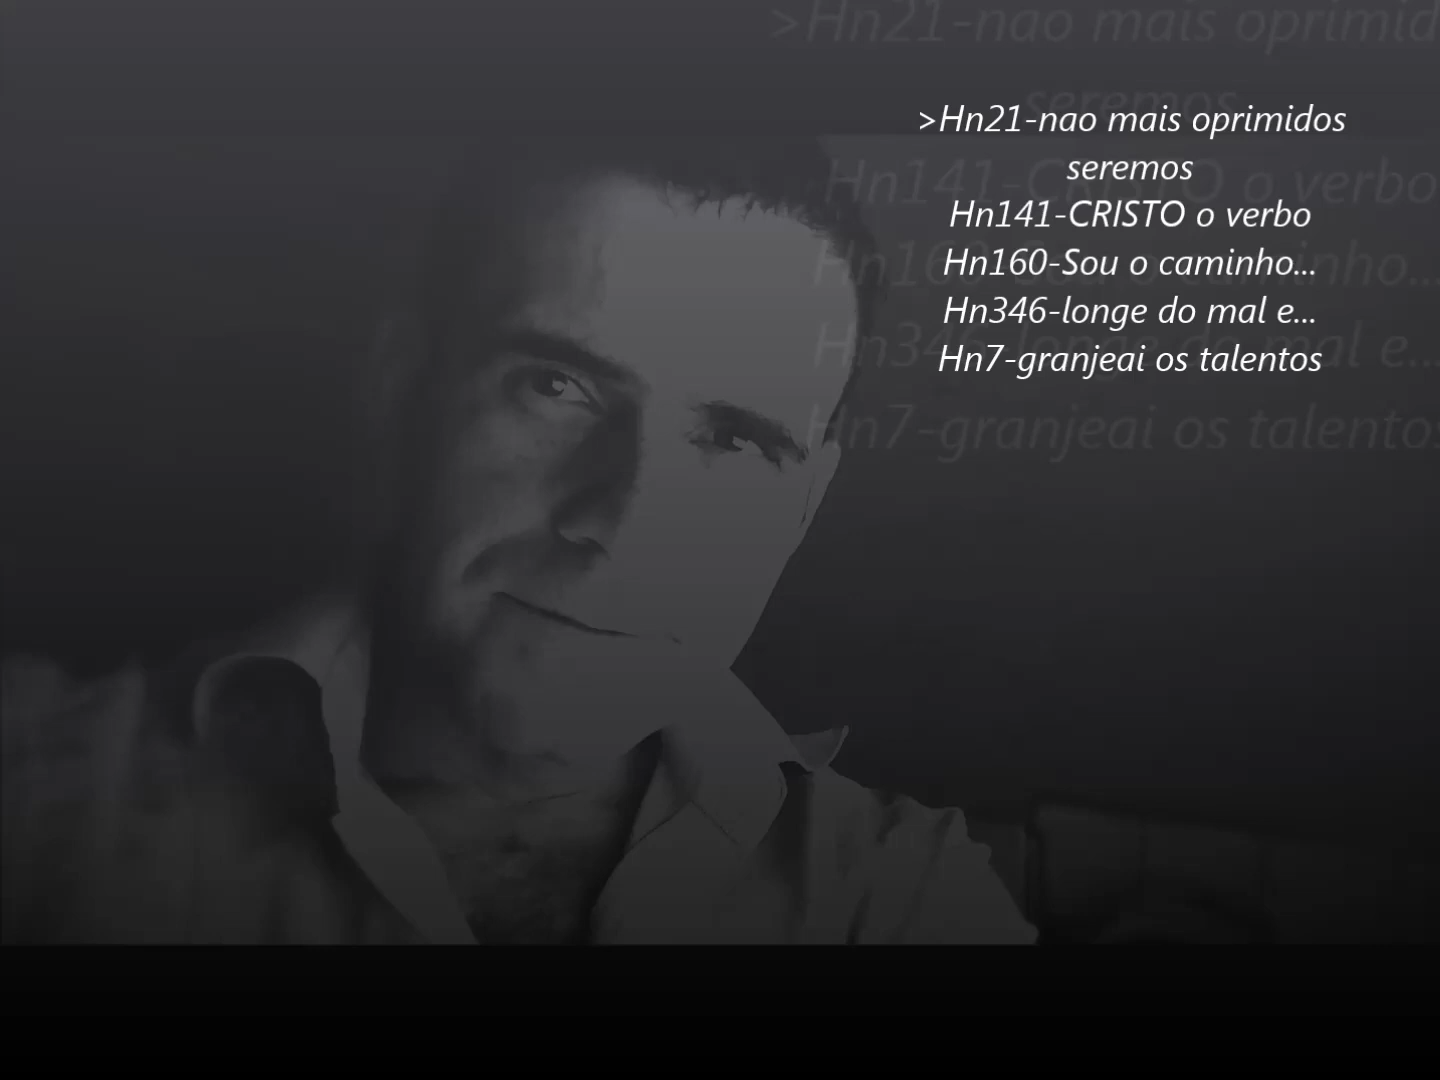 >Hn21-nao mais oprimidos
seremos
Hn141-CRISTO o verbo
Hn160-Sou o caminho...
Hn346-longe do mal e...
Hn7-granjeai os talentos